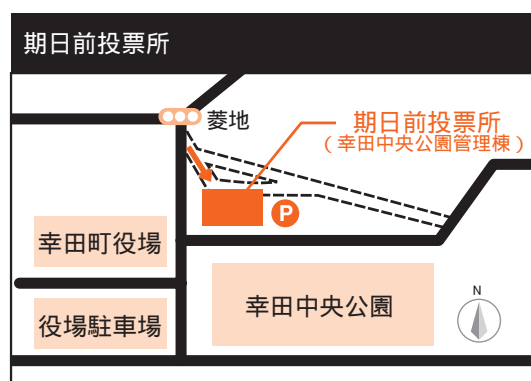 期日前投票所
菱地
期日前投票所
(幸田中央公園管理棟)
P
幸田町役場
幸田中央公園
役場駐車場
N